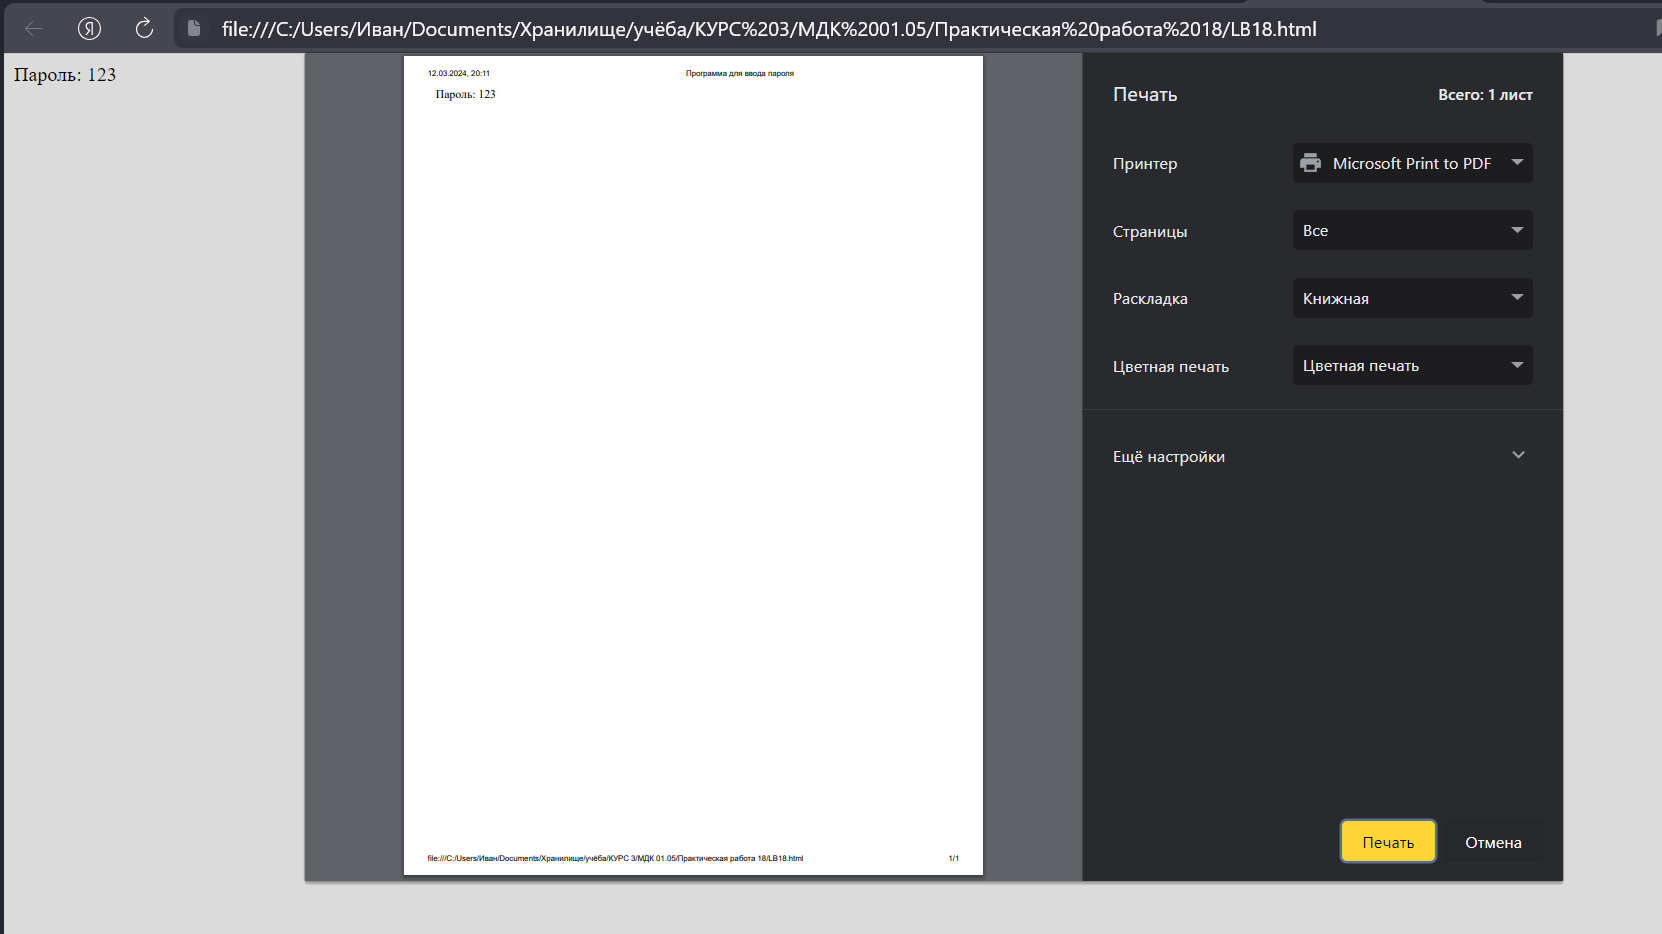 Я
file:///C:/Users/Иван/Documents/Хранилище/учёба/КУРС%203/МДК%2001.05/Практическая%20работа%2018/LB18.html
Пароль: 123
12.03.2024, 20:11 Программа для ввода пароля
Пароль: 123
file:///C:/Users/Иван/Documents/Хранилище/учёба/КУРС 3/МДК 01.05/Практическая работа 18/LB18.html 1/1
Печать Всего: 1 лист
Принтер Microsoft Print to PDF
Страницы Все
Раскладка Книжная
Цветная печать Цветная печать
Ещё настройки
Печать Отмена